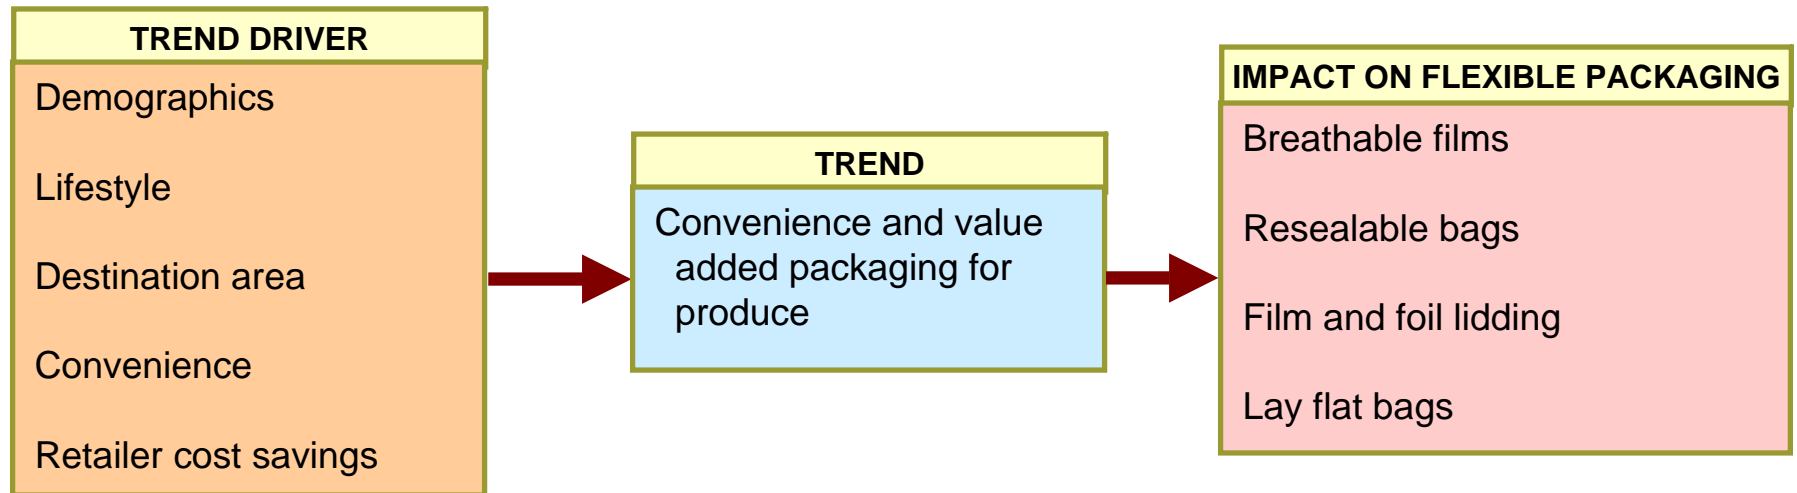 TREND DRIVER
Demographics
Lifestyle
Destination area
Convenience
Retailer cost savings
TREND
Convenience and value
added packaging for
produce
IMPACT ON FLEXIBLE PACKAGING
Breathable films
Resealable bags
Film and foil lidding
Lay flat bags